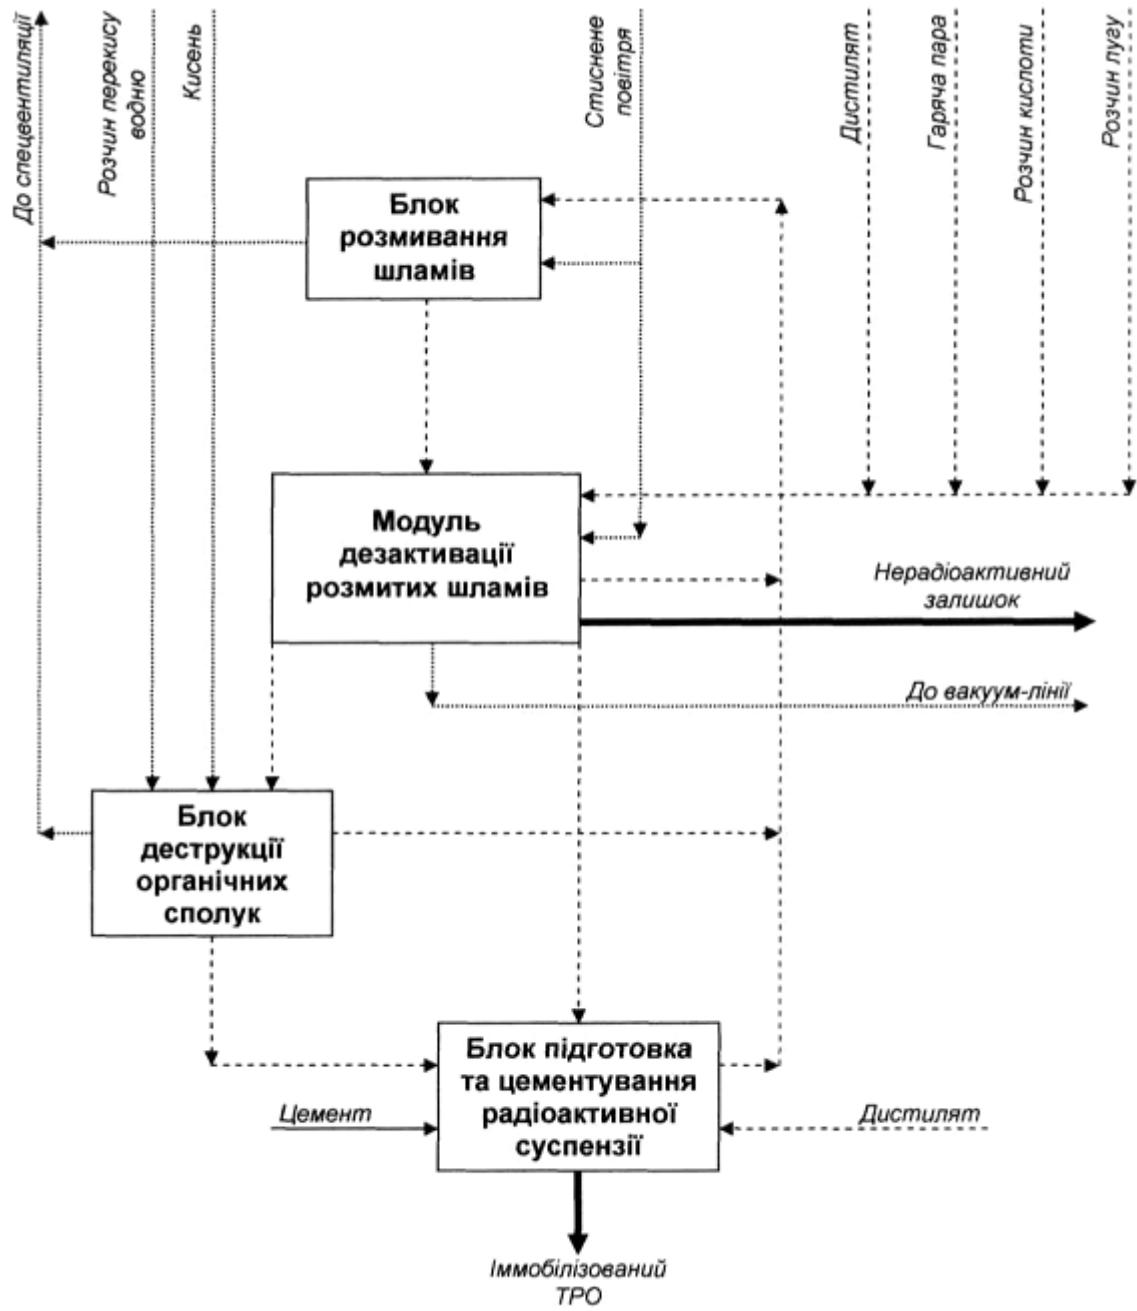 До спецвентиляції
Розчин перекису
водню
Кисень
Стиснене
повітря
Дистилят
Гаряча пара
Розчин кислоти
Розчин лугу
Блок
розмивання
шламів
Модуль
дезактивації
розмитих шламів
Нерадіоактивний
залишок
До вакуум-лінії
Блок
деструкції
органічних
сполук
Блок підготовка
та цементування
радіоактивної
суспензії
Цемент
Дистилят
Іммобілізований
ТРО